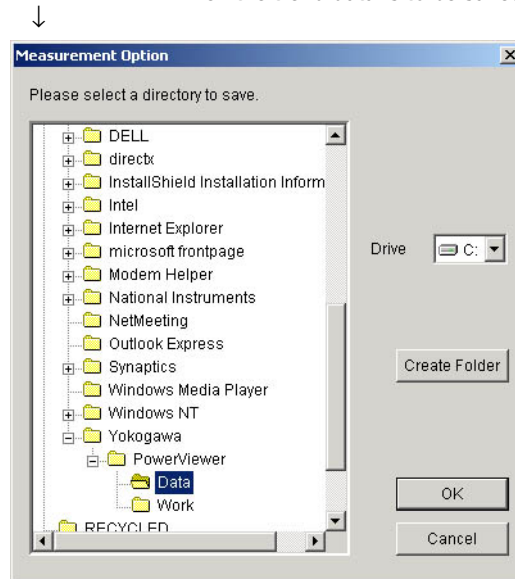 Measurement Option
Please select a directory to save.
DELL
directx
InstallShield Installation Inform
Intel
Internet Explorer
microsoft frontpage
Modem Helper
National Instruments
NetMeeting
Outlook Express
Synaptics
Windows Media Player
Windows NT
Yokogawa
PowerViewer
Data
Work
RECYCLED
Drive
C:
Create Folder
OK
Cancel